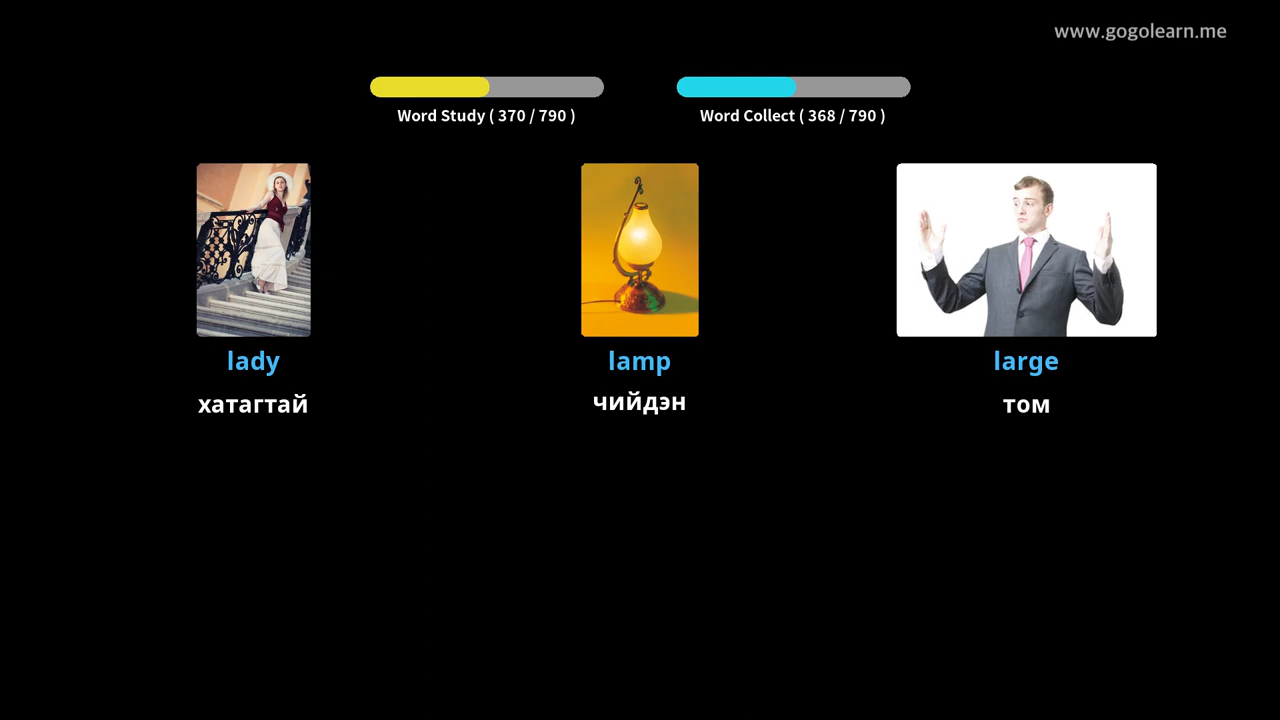 www.gogolearn.me
Word Study ( 370 / 790 )
Word Collect ( 368 / 790 )
lady
lamp
large
хатагтай
чийдэн
том